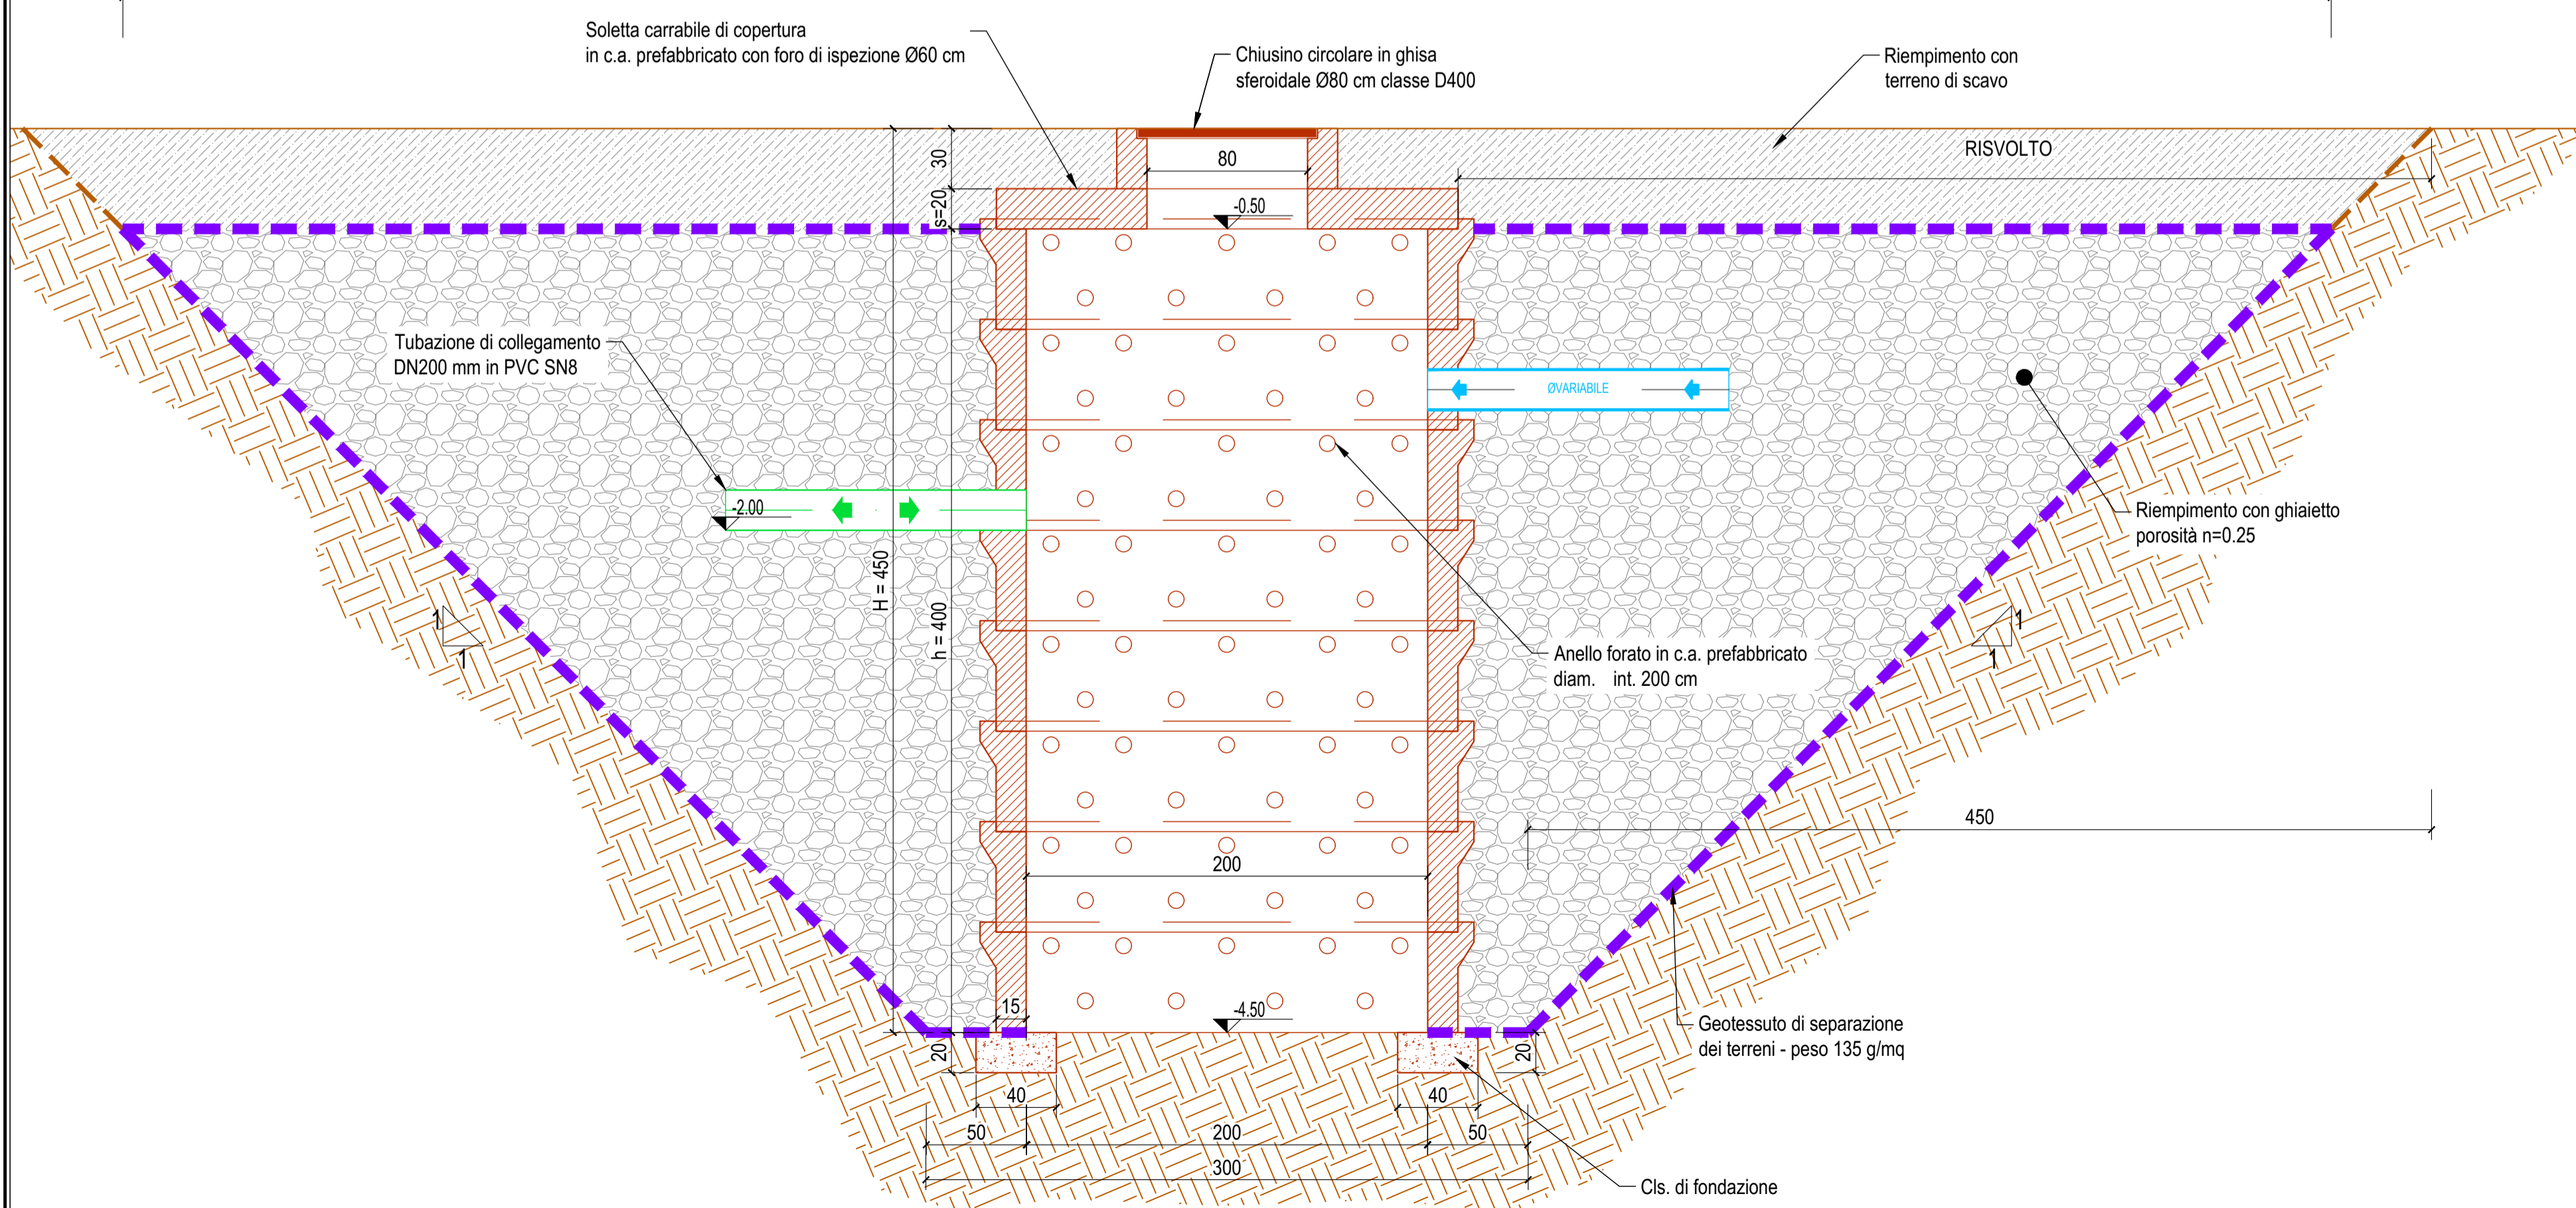 Soletta carrabile di copertura
in c.a. prefabbricato con foro di ispezione Ø60 cm
Chiusino circolare in ghisa
sferoidale Ø80 cm classe D400
Riempimento con
terreno di scavo
RISVOLTO
30
80
s=20
-0.50
Tubazione di collegamento
DN200 mm in PVC SN8
ØVARIABILE
-2.00
Riempimento con ghiaietto
porosità n=0.25
H = 450
h = 400
1
1
1
1
Anello forato in c.a. prefabbricato
diam. int. 200 cm
450
200
15
-4.50
Geotessuto di separazione
dei terreni - peso 135 g/mq
20
20
40
40
50
200
50
300
Cls. di fondazione